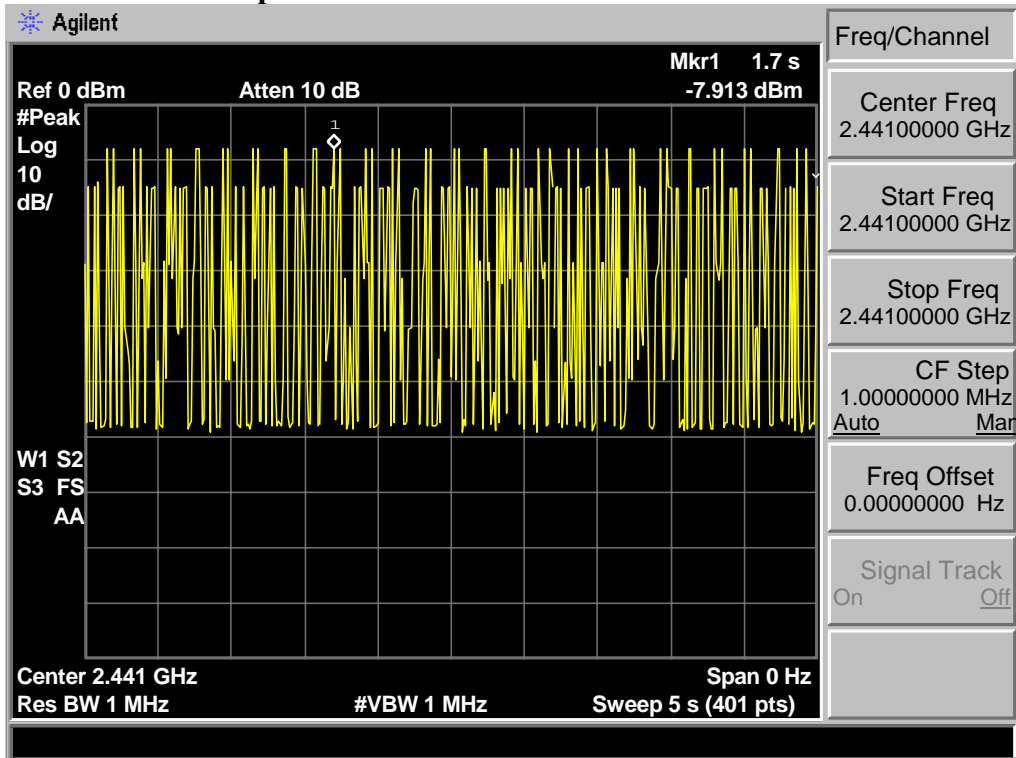 Agilent
Freq/Channel
Mkr1 1.7 s
Ref 0 dBm Atten 10 dB -7.913 dBm
#Peak
Log
10
dB/
1
Center Freq
2.44100000 GHz
Start Freq
2.44100000 GHz
Stop Freq
2.44100000 GHz
CF Step
1.00000000 MHz
Auto Man
Freq Offset
0.00000000 Hz
Signal Track
On Off
W1 S2
S3 FS
AA
Center 2.441 GHz Span 0 Hz
Res BW 1 MHz #VBW 1 MHz Sweep 5 s (401 pts)